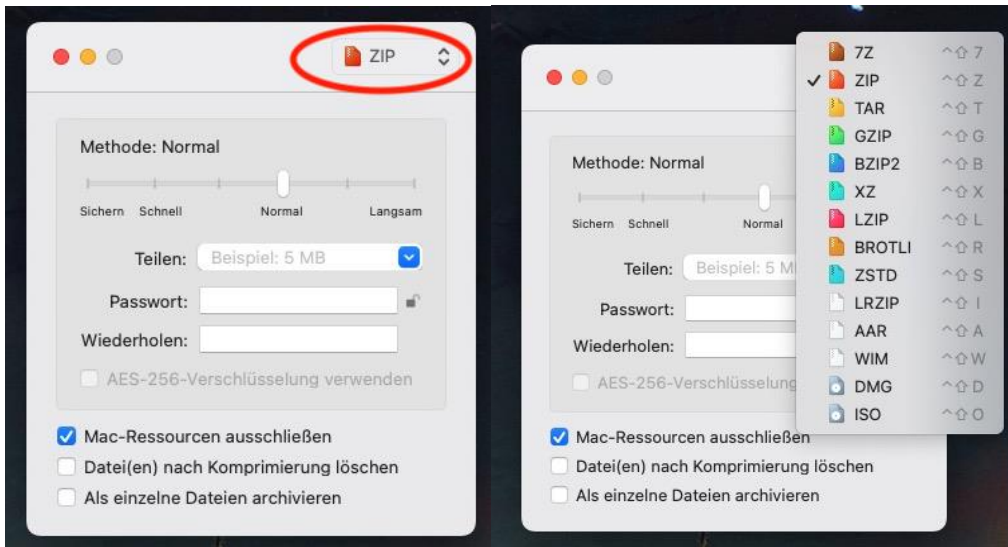 ZIP
Methode: Normal
Sichern Schnell Normal Langsam
Teilen: Beispiel: 5 MB
Passwort:
Wiederholen:
AES-256-Verschlüsselung verwenden
Mac-Ressourcen ausschließen
Datei(en) nach Komprimierung löschen
Als einzelne Dateien archivieren
Methode: Normal
Sichern Schnell Normal
Teilen: Beispiel: 5 M
Passwort:
Wiederholen:
AES-256-Verschlüsselung
Mac-Ressourcen ausschließen
Datei(en) nach Komprimierung löschen
Als einzelne Dateien archivieren
7Z ^⇧ 7
ZIP ^⇧ Z
TAR ^⇧ T
GZIP ^⇧ G
BZIP2 ^⇧ B
XZ ^⇧ X
LZIP ^⇧ L
BROTLI ^⇧ R
ZSTD ^⇧ S
LRZIP ^⇧ I
AAR ^⇧ A
WIM ^⇧ W
DMG ^⇧ D
ISO ^⇧ O